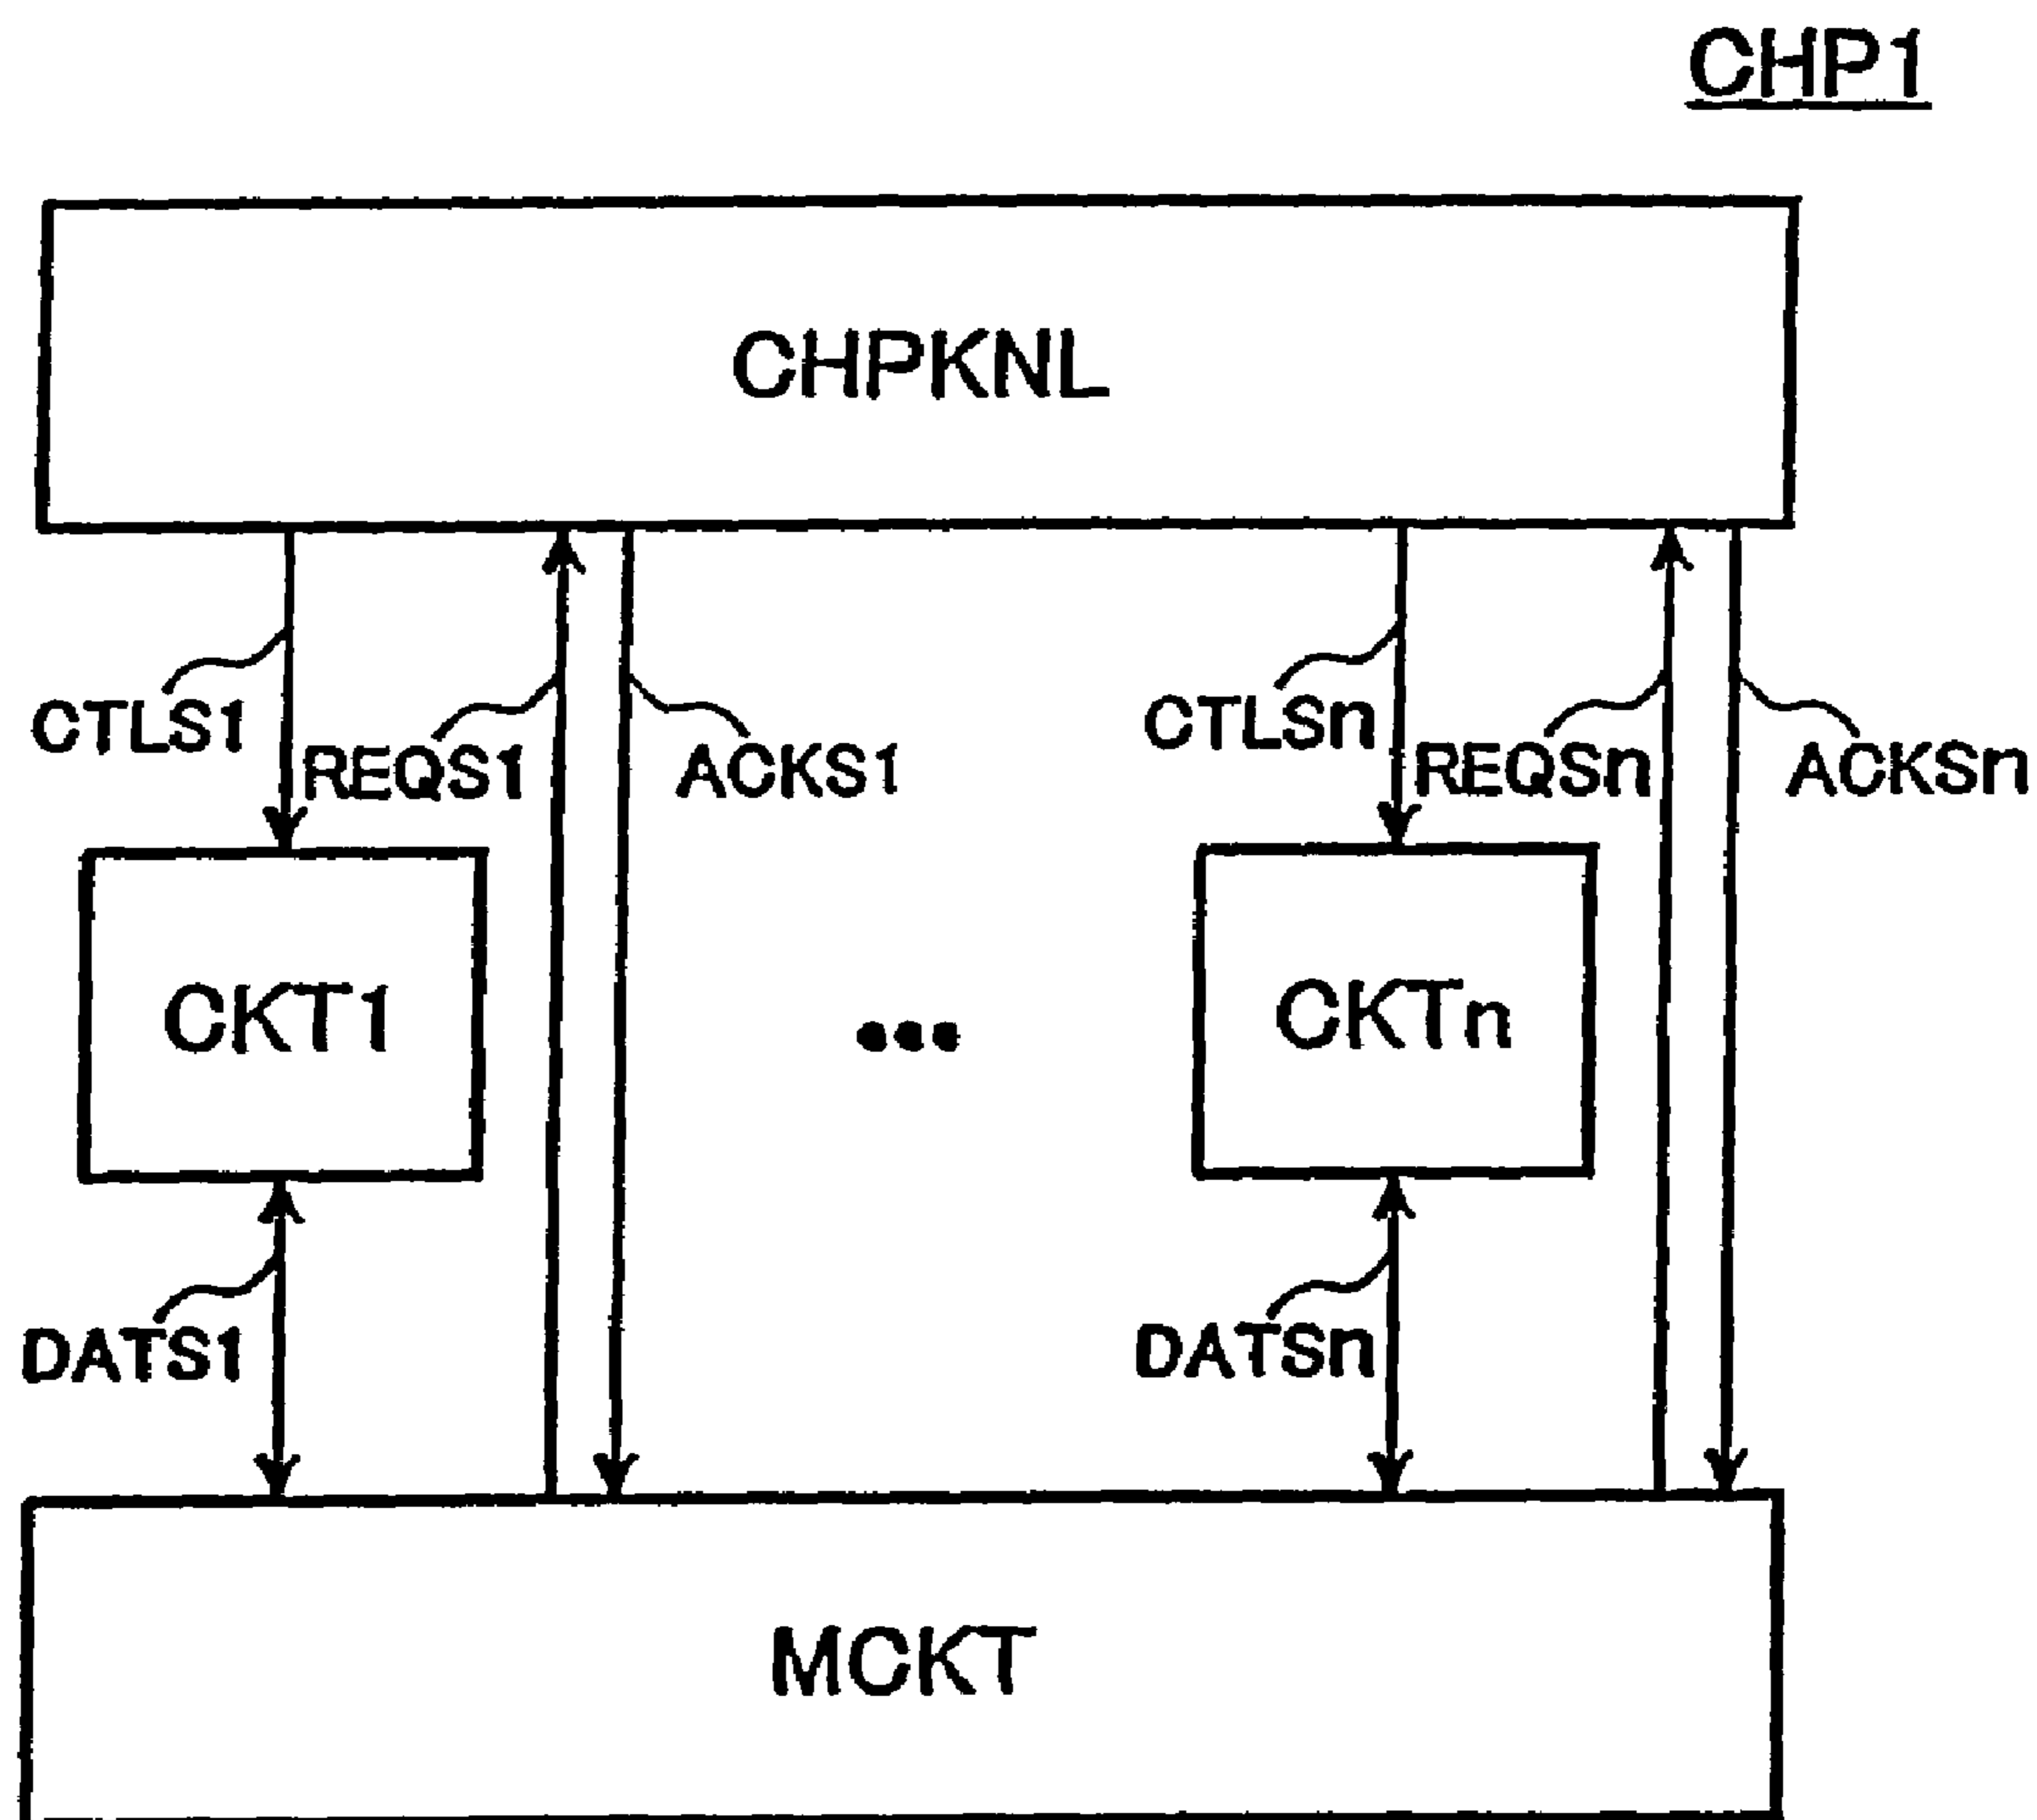 CHP1
CHPKNL
CTLS1
REQS1
ACKS1
CTLSn
REQSn
ACKSn
CKT1
•••
CKTn
DATS1
DATSn
MCKT